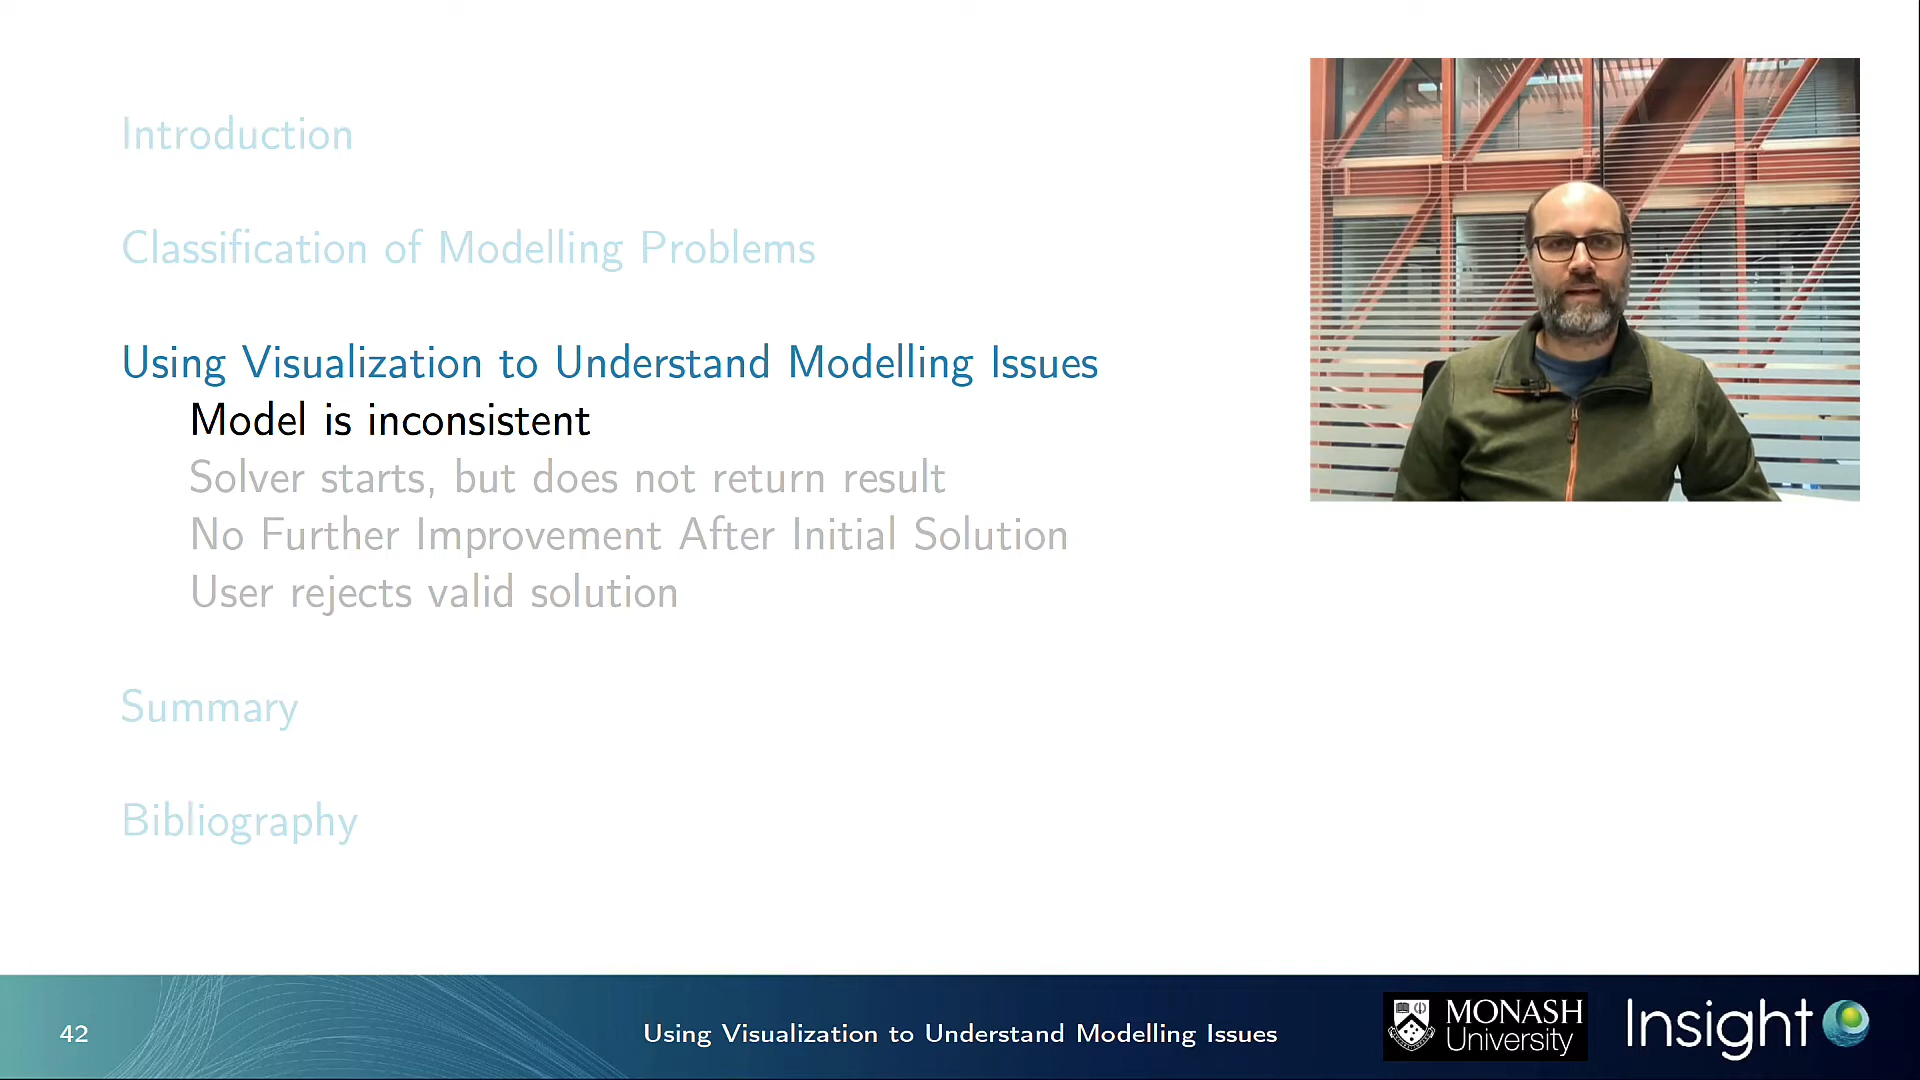 Introduction
Classification of Modelling Problems
Using Visualization to Understand Modelling Issues
Model is inconsistent
Solver starts, but does not return result
No Further Improvement After Initial Solution
User rejects valid solution
Summary
Bibliography
42
Using Visualization to Understand Modelling Issues
MONASH
University
Insight